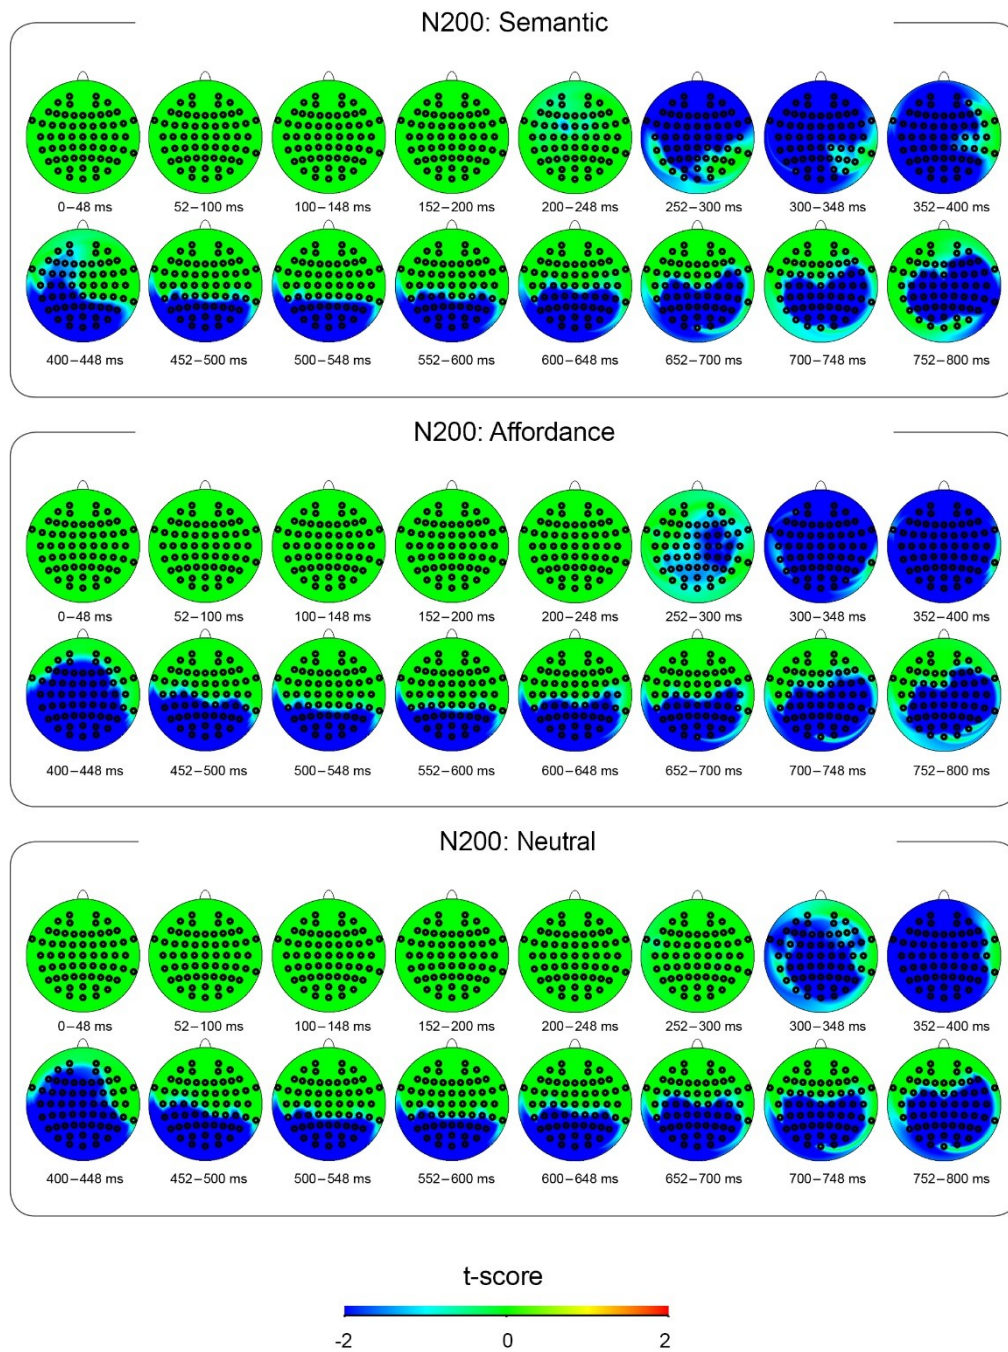 N200: Semantic
0–48 ms 52–100 ms 100–148 ms 152–200 ms 200–248 ms 252–300 ms 300–348 ms 352–400 ms
400–448 ms 452–500 ms 500–548 ms 552–600 ms 600–648 ms 652–700 ms 700–748 ms 752–800 ms
N200: Affordance
0–48 ms 52–100 ms 100–148 ms 152–200 ms 200–248 ms 252–300 ms 300–348 ms 352–400 ms
400–448 ms 452–500 ms 500–548 ms 552–600 ms 600–648 ms 652–700 ms 700–748 ms 752–800 ms
N200: Neutral
0–48 ms 52–100 ms 100–148 ms 152–200 ms 200–248 ms 252–300 ms 300–348 ms 352–400 ms
400–448 ms 452–500 ms 500–548 ms 552–600 ms 600–648 ms 652–700 ms 700–748 ms 752–800 ms
t-score
-2 0 2